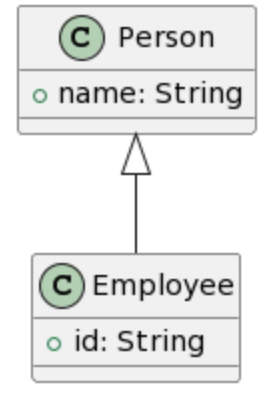 C Person
name: String
C Employee
id: String